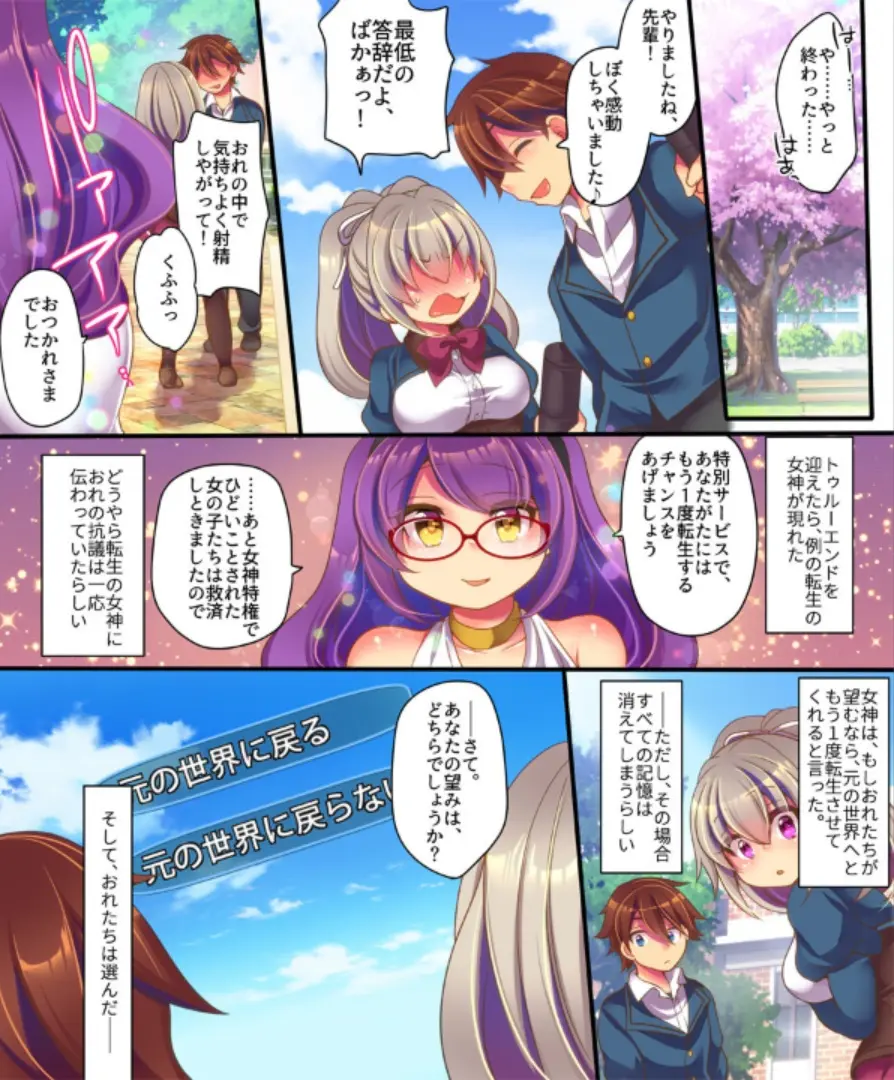 はー…
や……やっと
終わった……
はぁ
やりましたね、
先輩！
ぼく感動
しちゃいました♪
最低の
答辞だよ、
ばかぁっ！
おれの中で
気持ちよく射精
しやがって！
くふふっ
パァァァ…
おつかれさま
でした
トゥルーエンドを
迎えたら、例の転生の
女神が現れた
特別サービスで、
あなたがたには
もう１度転生する
チャンスを
あげましょう
……あと女神特権で
ひどいことされた
女の子たちは救済
しときましたので
どうやら転生の女神に
おれの抗議は一応
伝わっていたらしい
女神は、もしおれたちが
望むなら、元の世界へと
もう１度転生させて
くれると言った。
――ただし、その場合
すべての記憶は
消えてしまうらしい
――さて。
あなたの望みは、
どちらでしょうか？
元の世界に戻る
元の世界に戻らない
そして、おれたちは選んだ――